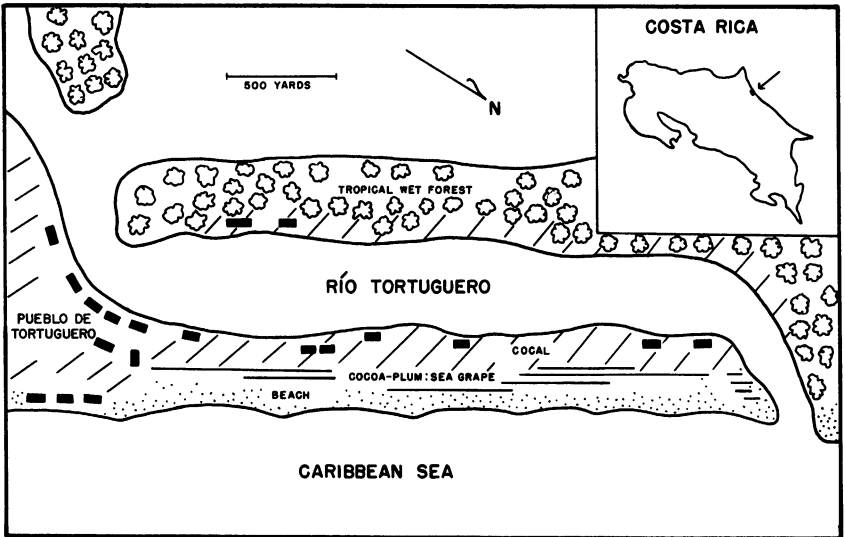 COSTA RICA
500 YARDS
N
TROPICAL WET FOREST
RÍO TORTUGUERO
PUEBLO DE
TORTUGUERO
COCAL
COCOA-PLUM:SEA GRAPE
BEACH
CARIBBEAN SEA